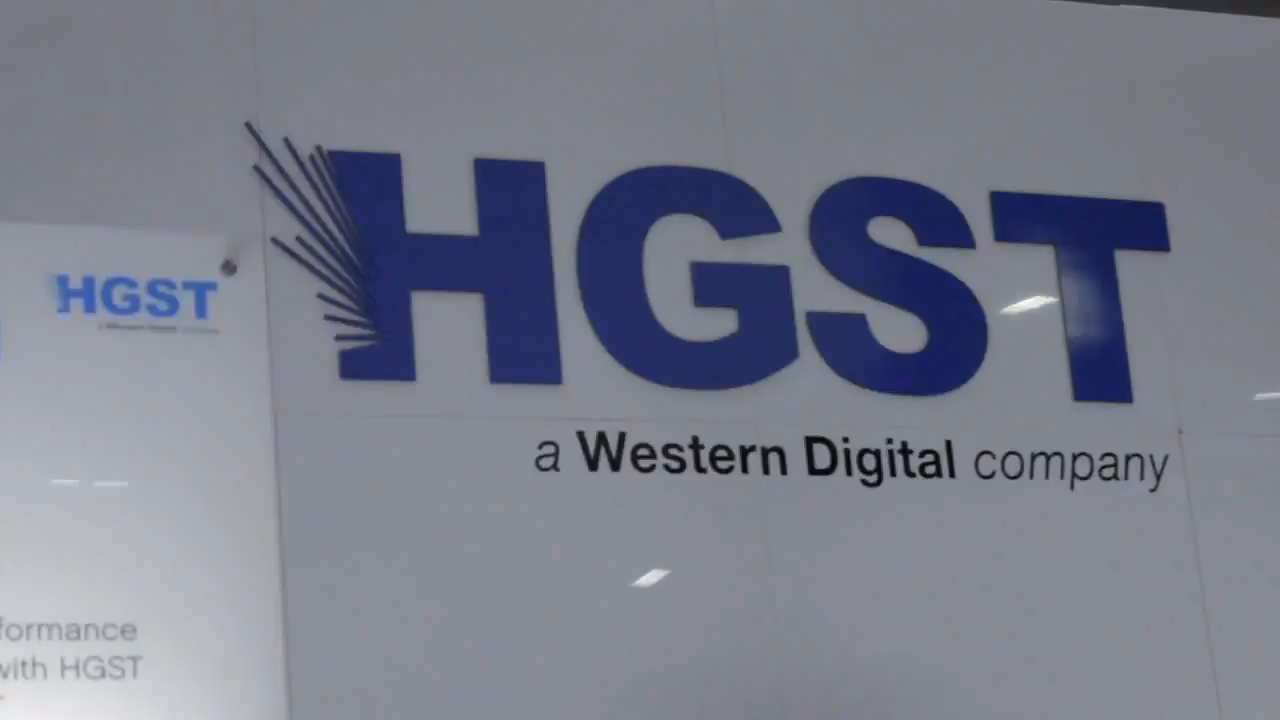 HGST
a Western Digital company
HGST
formance
with HGST